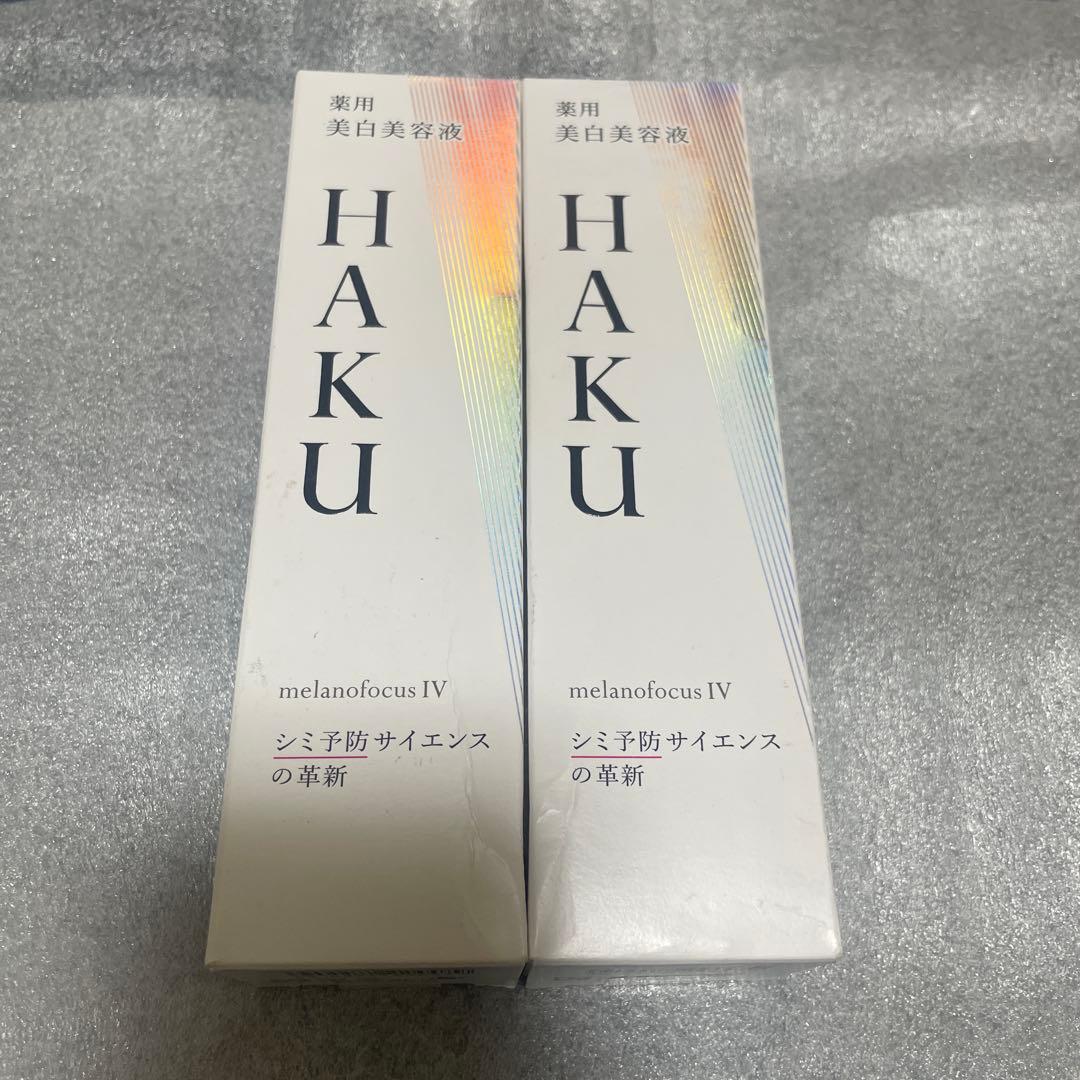 薬用
美白美容液
HAKU
melanofocus IV
シミ予防サイエンス
の革新
薬用
美白美容液
HAKU
melanofocus IV
シミ予防サイエンス
の革新